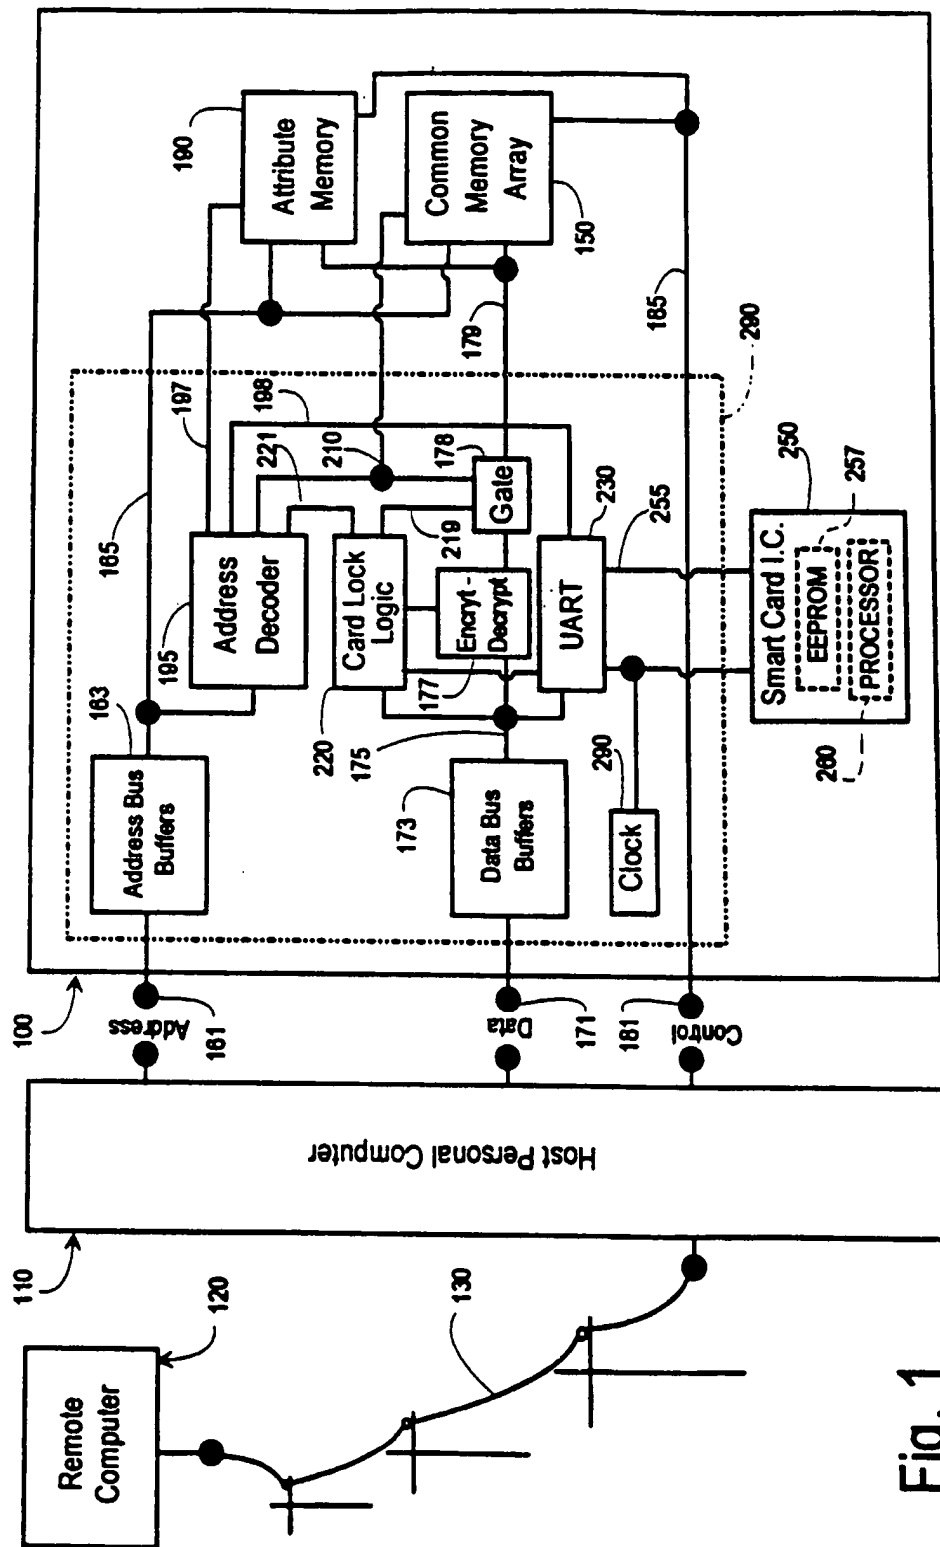 Remote
Computer
120
130
110
Host Personal Computer
100
Address
161
Data
171
Control
181
Address Bus
Buffers
163
165
195
Address
Decoder
197
198
221
210
190
Attribute
Memory
Common
Memory
Array
150
220
Card Lock
Logic
219
178
Gate
179
Encryt -
Decrypt
177
175
173
Data Bus
Buffers
230
UART
255
290
Clock
185
290
250
Smart Card I.C.
257
EEPROM
PROCESSOR
260
Fig. 1